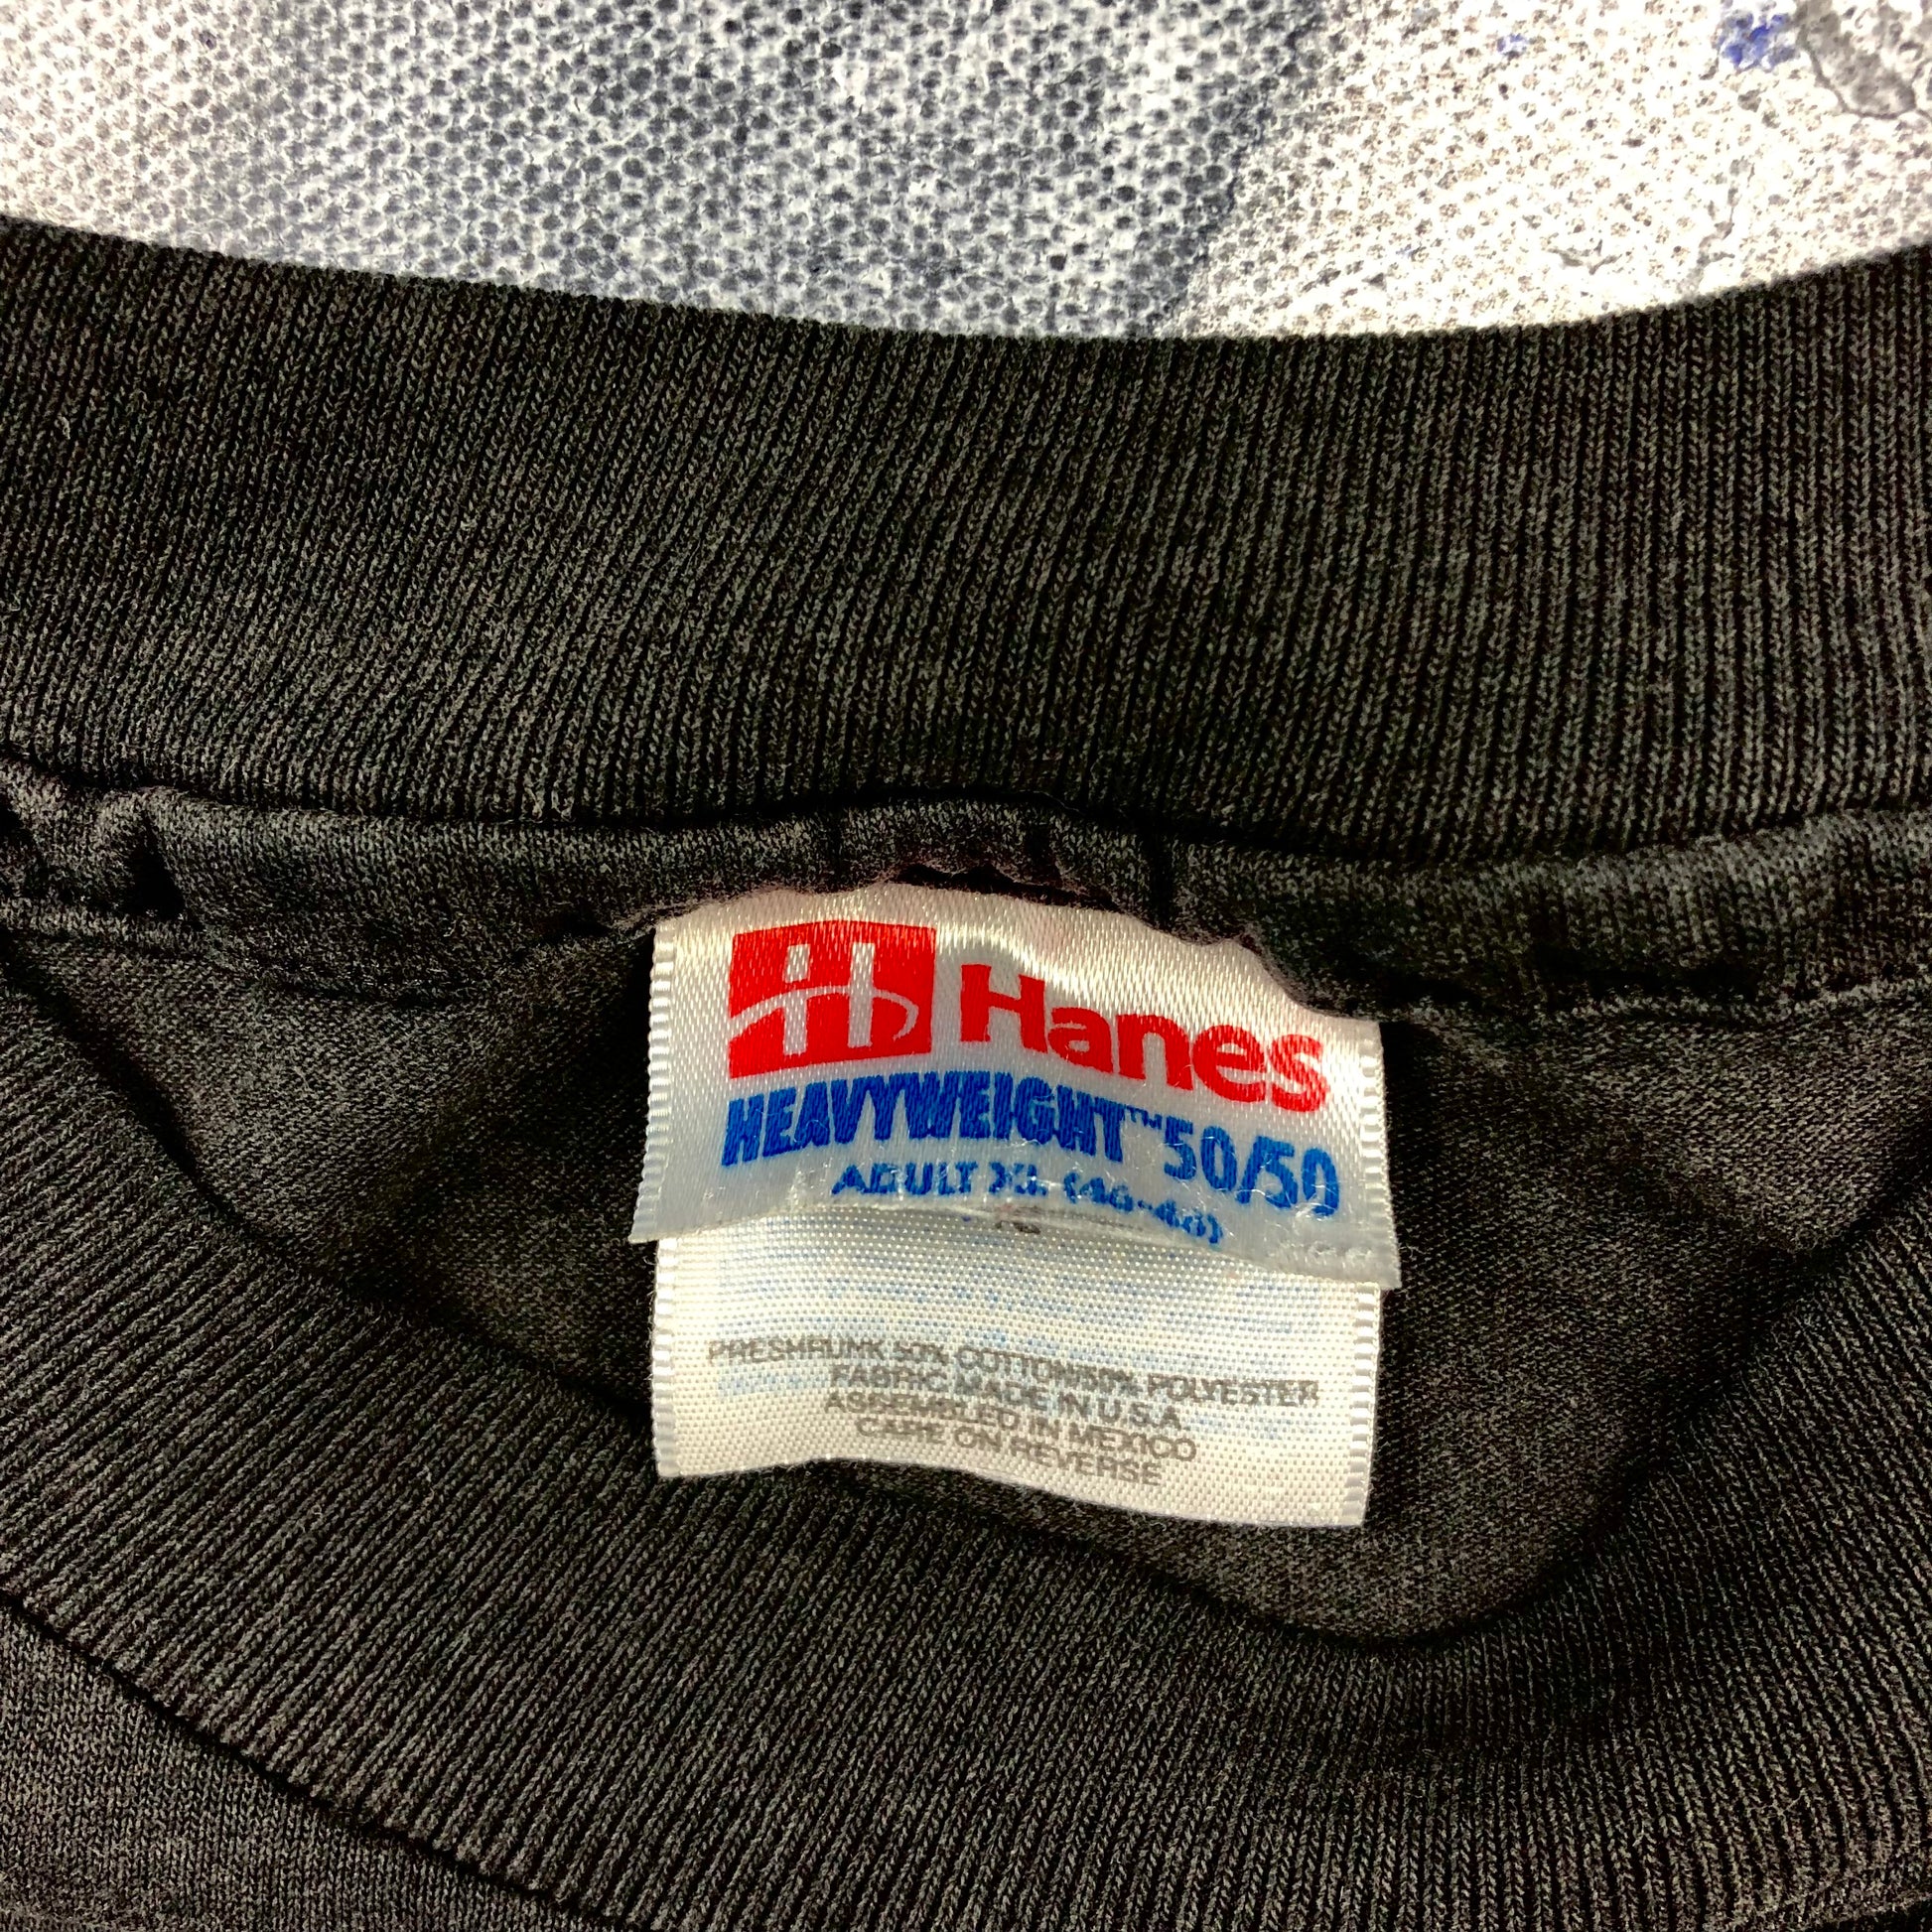 Hanes
HEAVYWEIGHT™ 50/50
ADULT XL (46-48)
PRESHRUNK 50% COTTON/50% POLYESTER
FABRIC MADE IN U.S.A.
ASSEMBLED IN MEXICO
CARE ON REVERSE